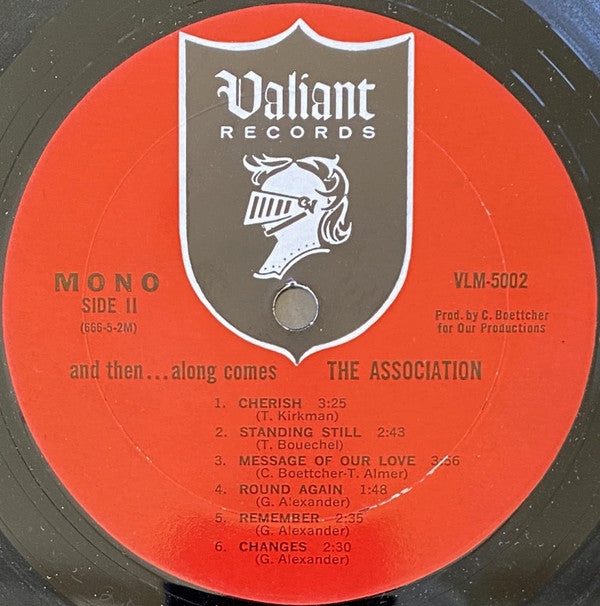 Valiant
RECORDS
MONO
SIDE II
(666-5-2M)
VLM-5002
Prod. by C. Boettcher
for Our Productions
and then...along comes THE ASSOCIATION
1. CHERISH 3:25
(T. Kirkman)
2. STANDING STILL 2:43
(T. Bouechel)
3. MESSAGE OF OUR LOVE 3:56
(C. Boettcher-T. Almer)
4. ROUND AGAIN 1:48
(G. Alexander)
5. REMEMBER 2:35
(G. Alexander)
6. CHANGES 2:30
(G. Alexander)